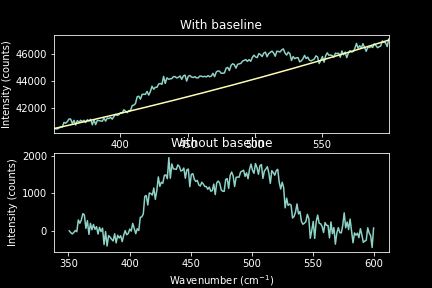 With baseline
46000
44000
42000
Intensity (counts)
400 450 500 550
Without baseline
2000
1000
0
Intensity (counts)
350 400 450 500 550 600
Wavenumber (cm⁻¹)